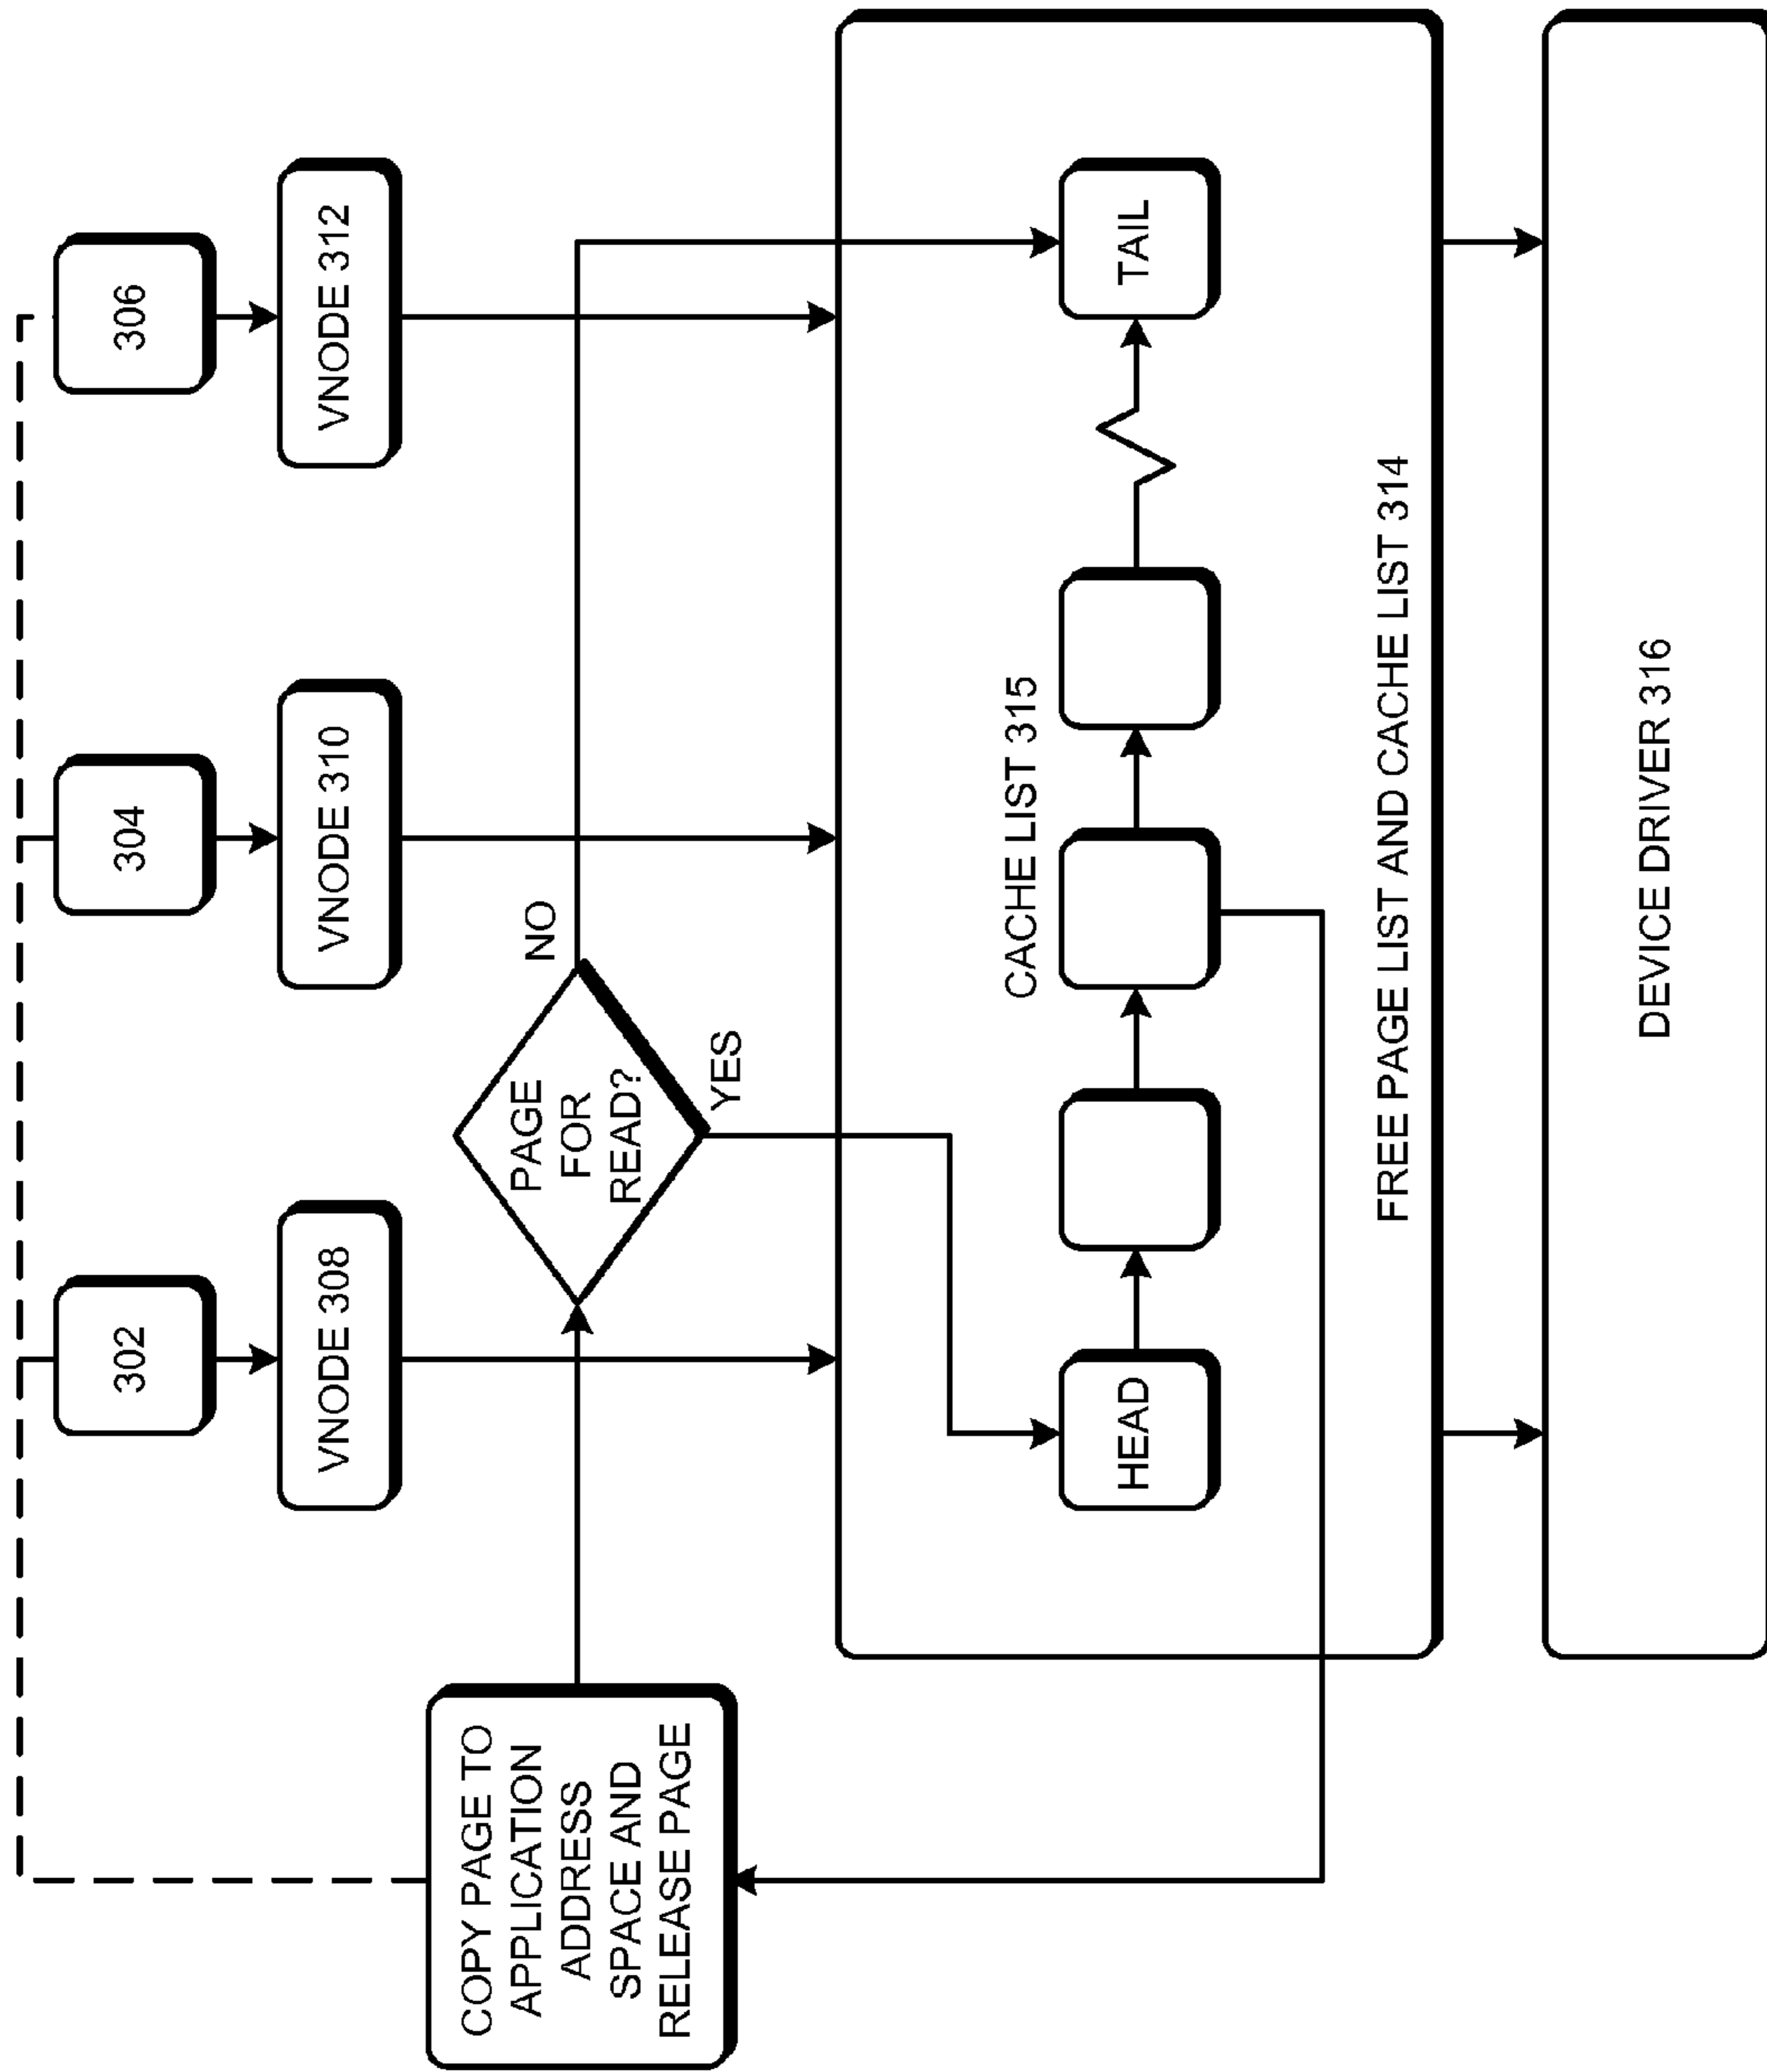 302
304
306
VNODE 308
VNODE 310
VNODE 312
COPY PAGE TO
APPLICATION
ADDRESS
SPACE AND
RELEASE PAGE
PAGE
FOR
READ?
NO
YES
CACHE LIST 315
HEAD
TAIL
FREE PAGE LIST AND CACHE LIST 314
DEVICE DRIVER 316